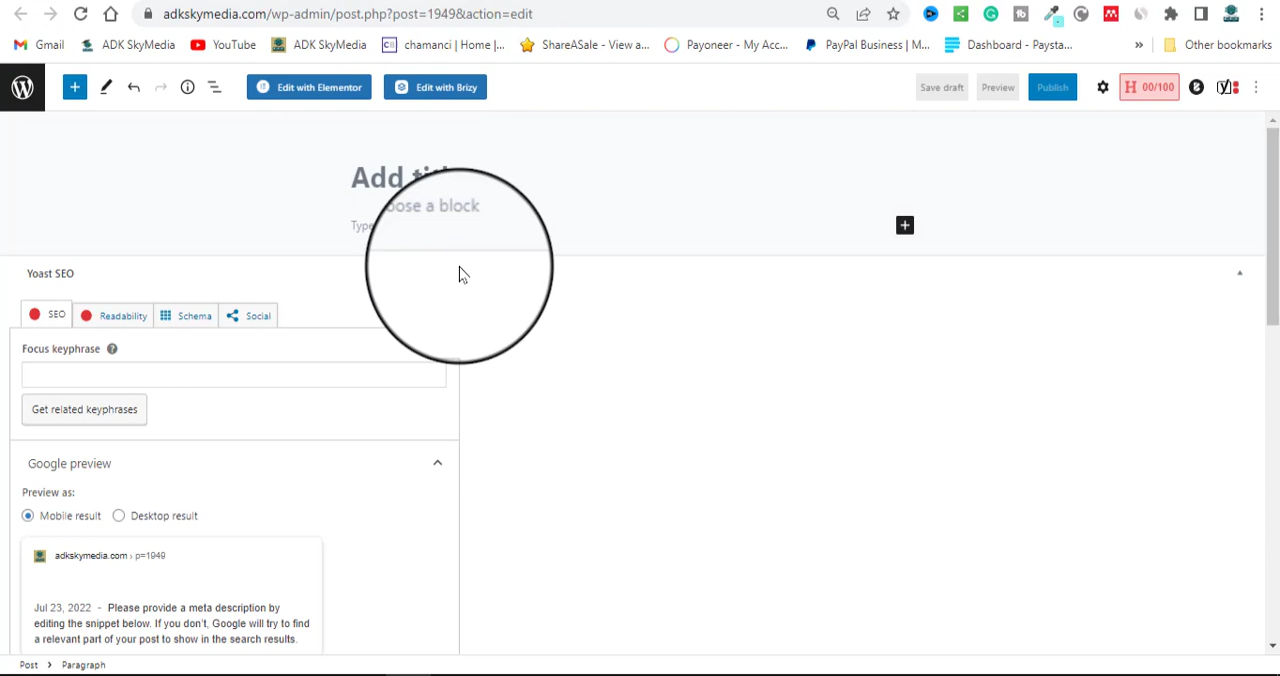 adkskymedia.com/wp-admin/post.php?post=1949&action=edit
Gmail ADK SkyMedia YouTube ADK SkyMedia chamanci | Home |... ShareASale - View a... Payoneer - My Acc... PayPal Business | M... Dashboard - Paysta... » Other bookmarks
Edit with Elementor Edit with Brizy Save draft Preview Publish H 00/100
Add
Type
a block
Yoast SEO
SEO Readability Schema Social
Focus keyphrase
Get related keyphrases
Google preview
Preview as:
Mobile result Desktop result
adkskymedia.com › p=1949
Jul 23, 2022 - Please provide a meta description by
editing the snippet below. If you don't, Google will try to find
a relevant part of your post to show in the search results.
Post > Paragraph